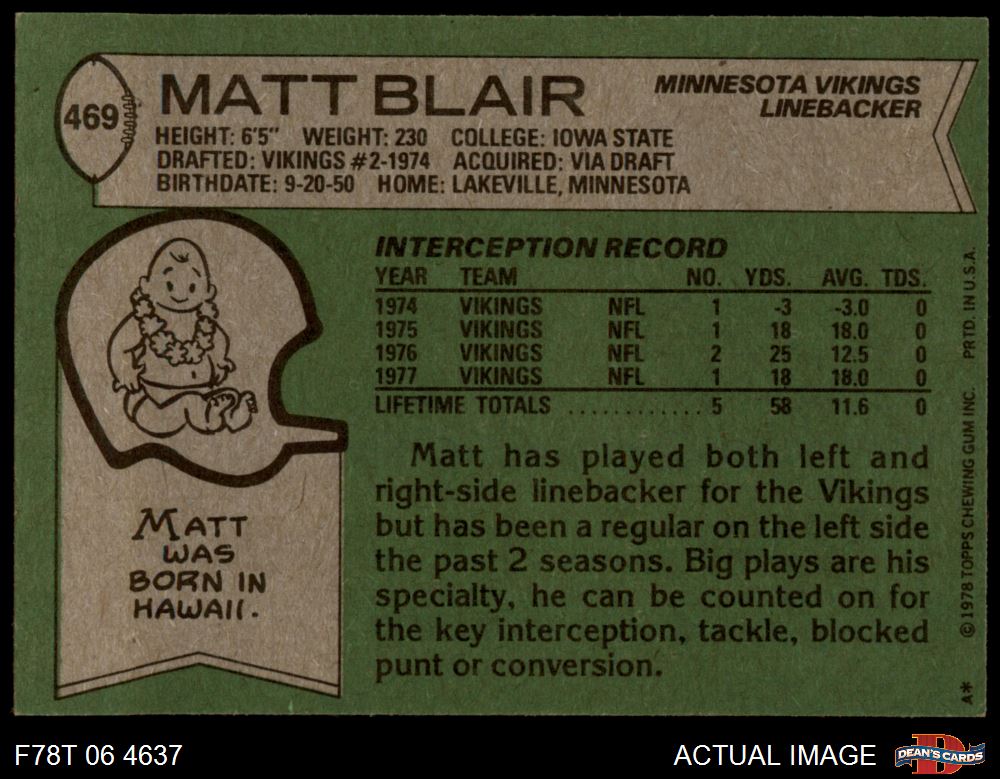 469
MATT BLAIR
MINNESOTA VIKINGS
LINEBACKER
HEIGHT: 6'5" WEIGHT: 230 COLLEGE: IOWA STATE
DRAFTED: VIKINGS #2-1974 ACQUIRED: VIA DRAFT
BIRTHDATE: 9-20-50 HOME: LAKEVILLE, MINNESOTA
INTERCEPTION RECORD
YEAR TEAM NO. YDS. AVG. TDS.
1974 VIKINGS NFL 1 -3 -3.0 0
1975 VIKINGS NFL 1 18 18.0 0
1976 VIKINGS NFL 2 25 12.5 0
1977 VIKINGS NFL 1 18 18.0 0
LIFETIME TOTALS ............ 5 58 11.6 0
Matt has played both left and
right-side linebacker for the Vikings
but has been a regular on the left side
the past 2 seasons. Big plays are his
specialty, he can be counted on for
the key interception, tackle, blocked
punt or conversion.
MATT
WAS
BORN IN
HAWAII.
A* © 1978 TOPPS CHEWING GUM INC. PRTD. IN U.S.A.
F78T 06 4637
ACTUAL IMAGE
D
DEAN'S CARDS